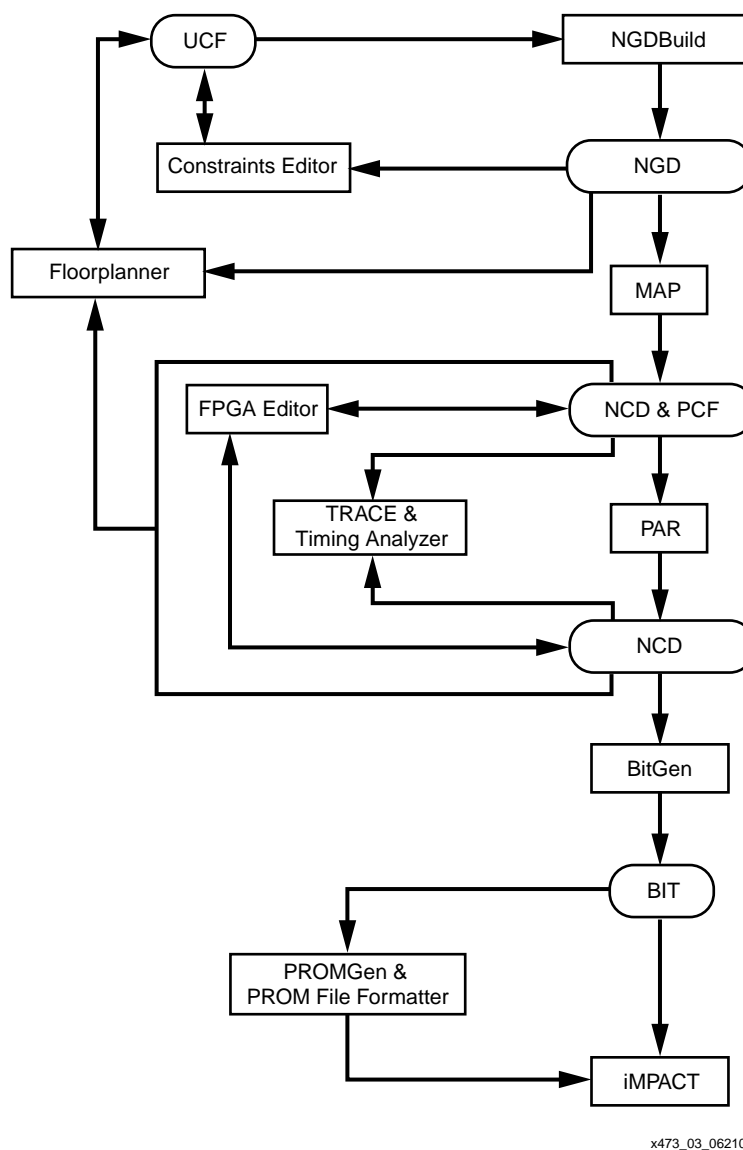 UCF
NGDBuild
Constraints Editor
NGD
Floorplanner
MAP
FPGA Editor
NCD & PCF
TRACE &
Timing Analyzer
PAR
NCD
BitGen
BIT
PROMGen &
PROM File Formatter
iMPACT
x473_03_06210